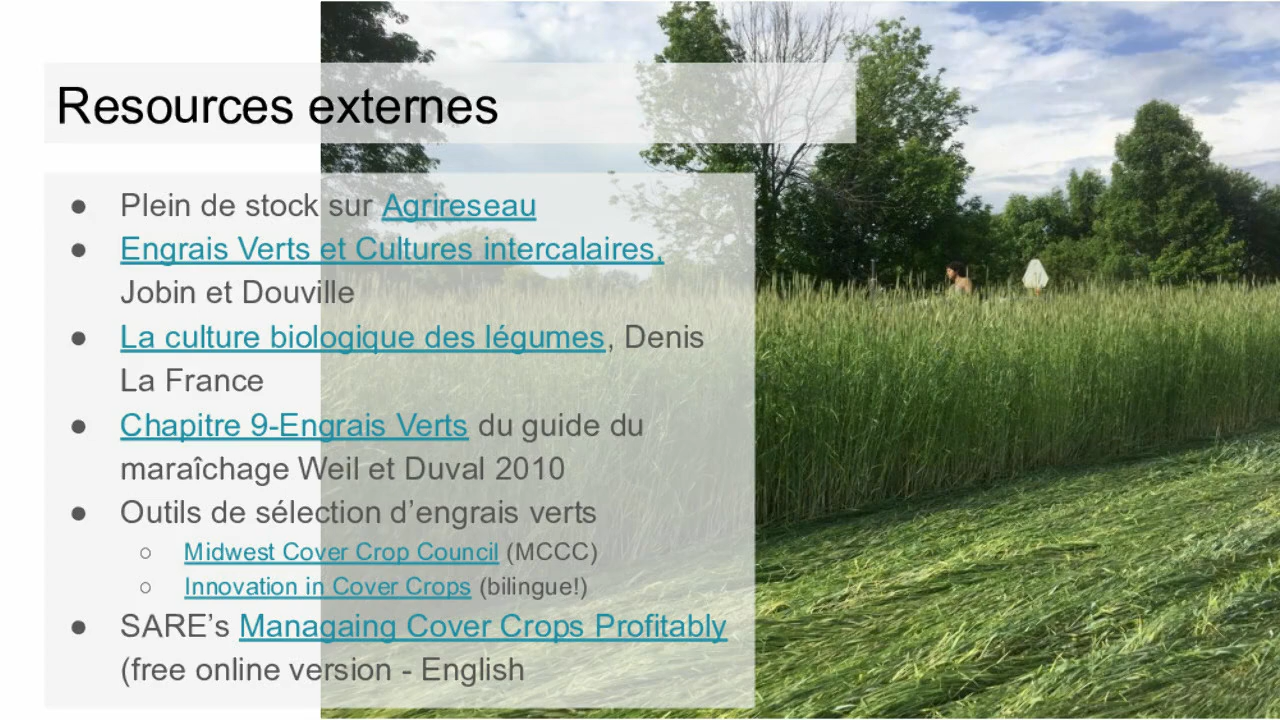 Resources externes
● Plein de stock sur Agrireseau
● Engrais Verts et Cultures intercalaires,
Jobin et Douville
● La culture biologique des légumes, Denis
La France
● Chapitre 9-Engrais Verts du guide du
maraîchage Weil et Duval 2010
● Outils de sélection d’engrais verts
○ Midwest Cover Crop Council (MCCC)
○ Innovation in Cover Crops (bilingue!)
● SARE’s Managaing Cover Crops Profitably
(free online version - English